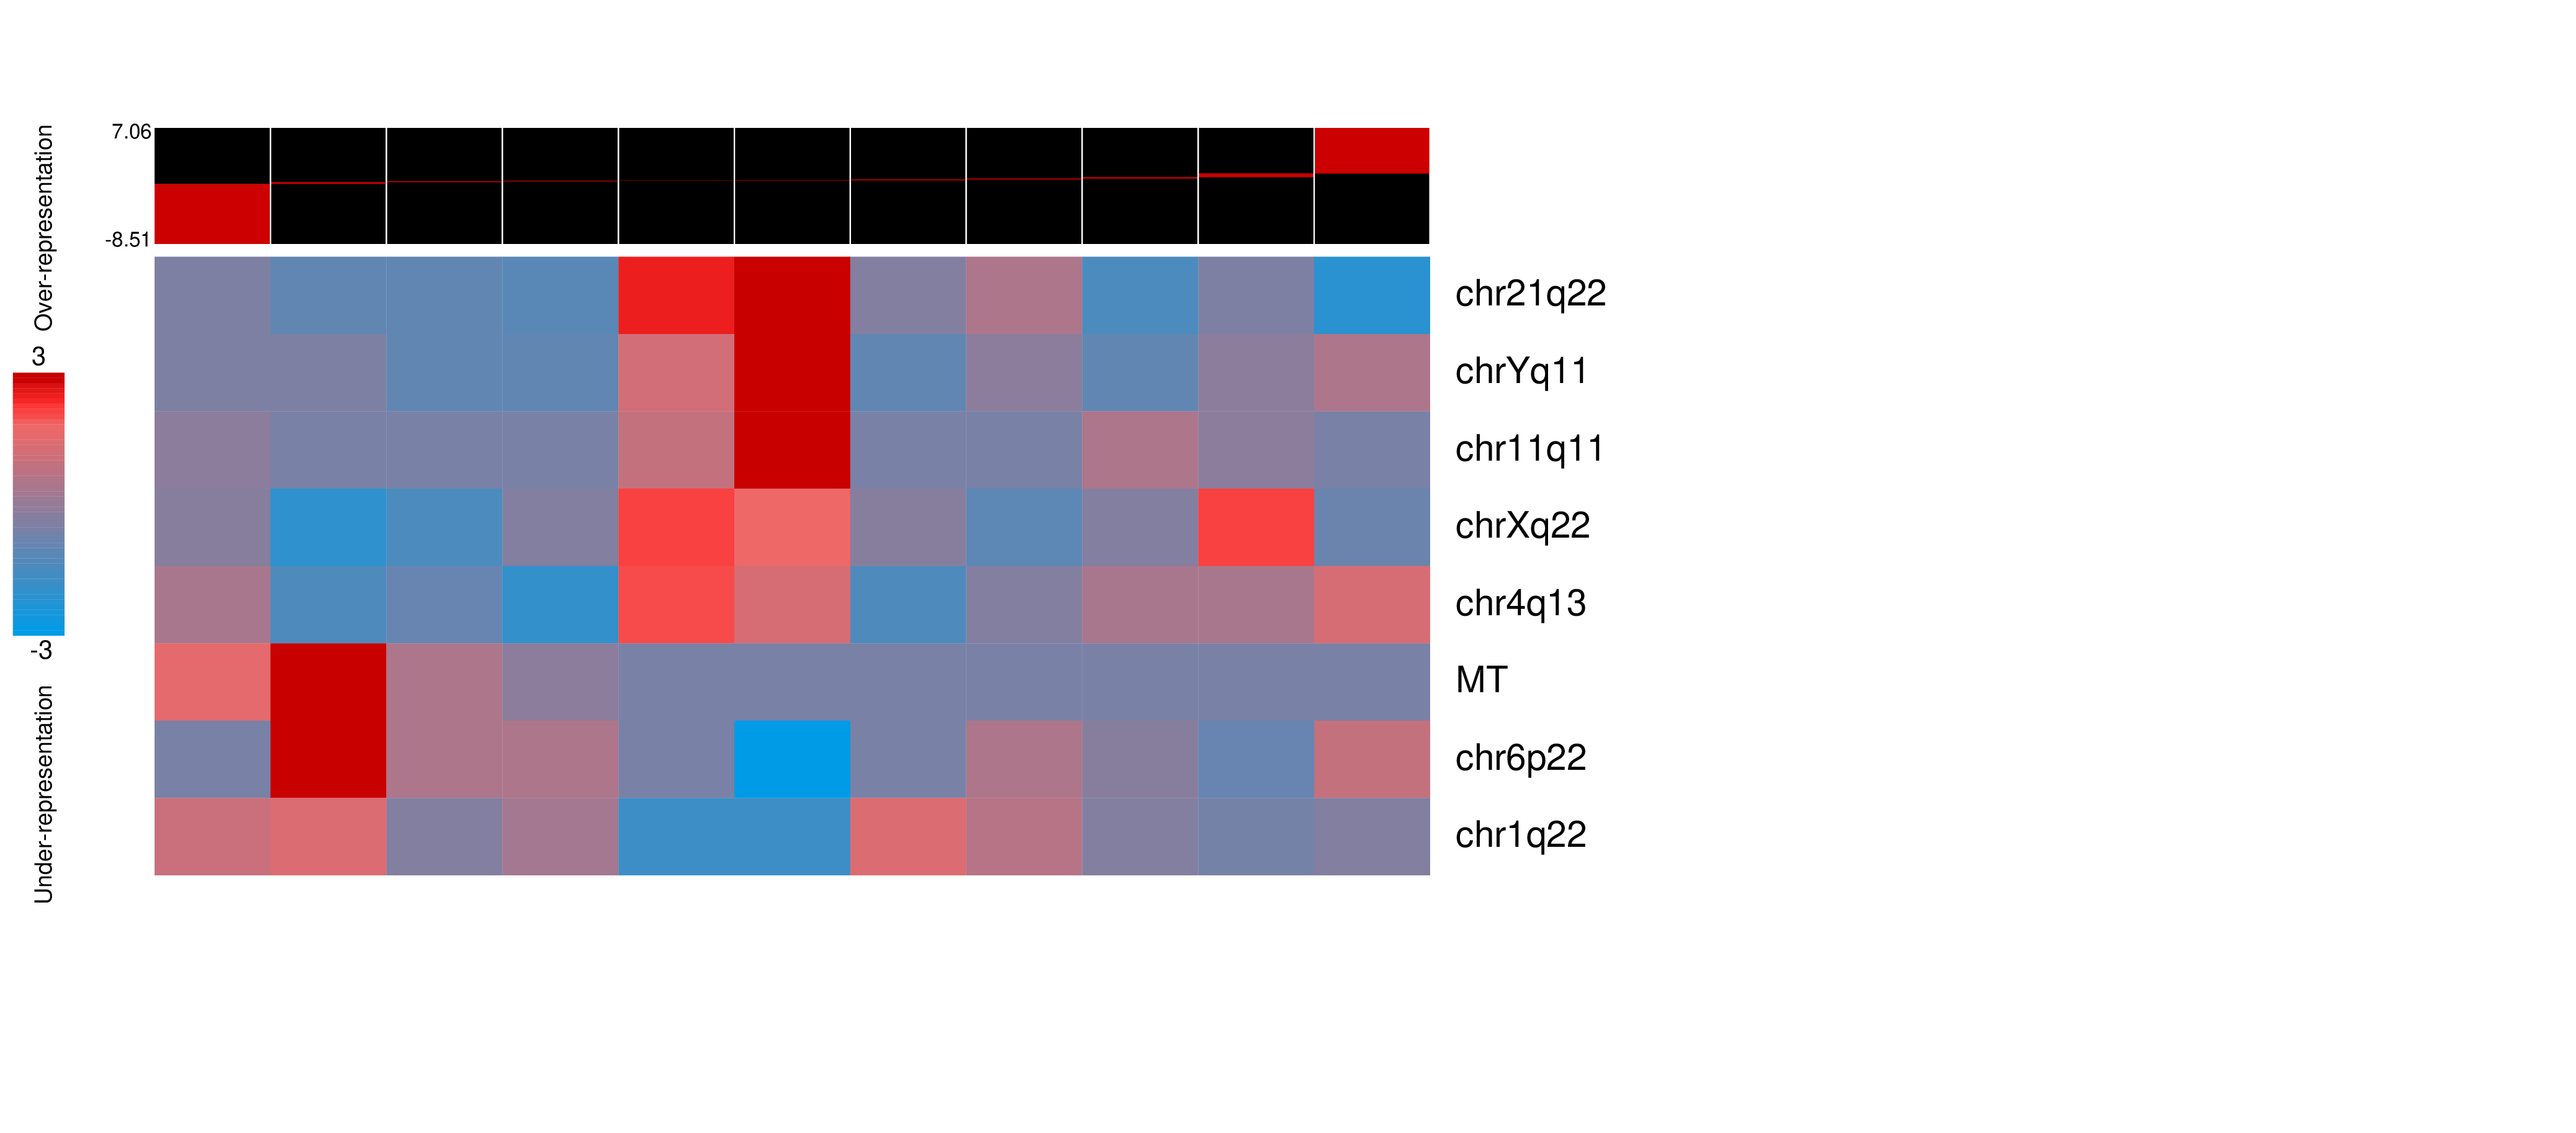 Over-representation
3
-3
Under-representation
7.06
-8.51
chr21q22
chrYq11
chr11q11
chrXq22
chr4q13
MT
chr6p22
chr1q22